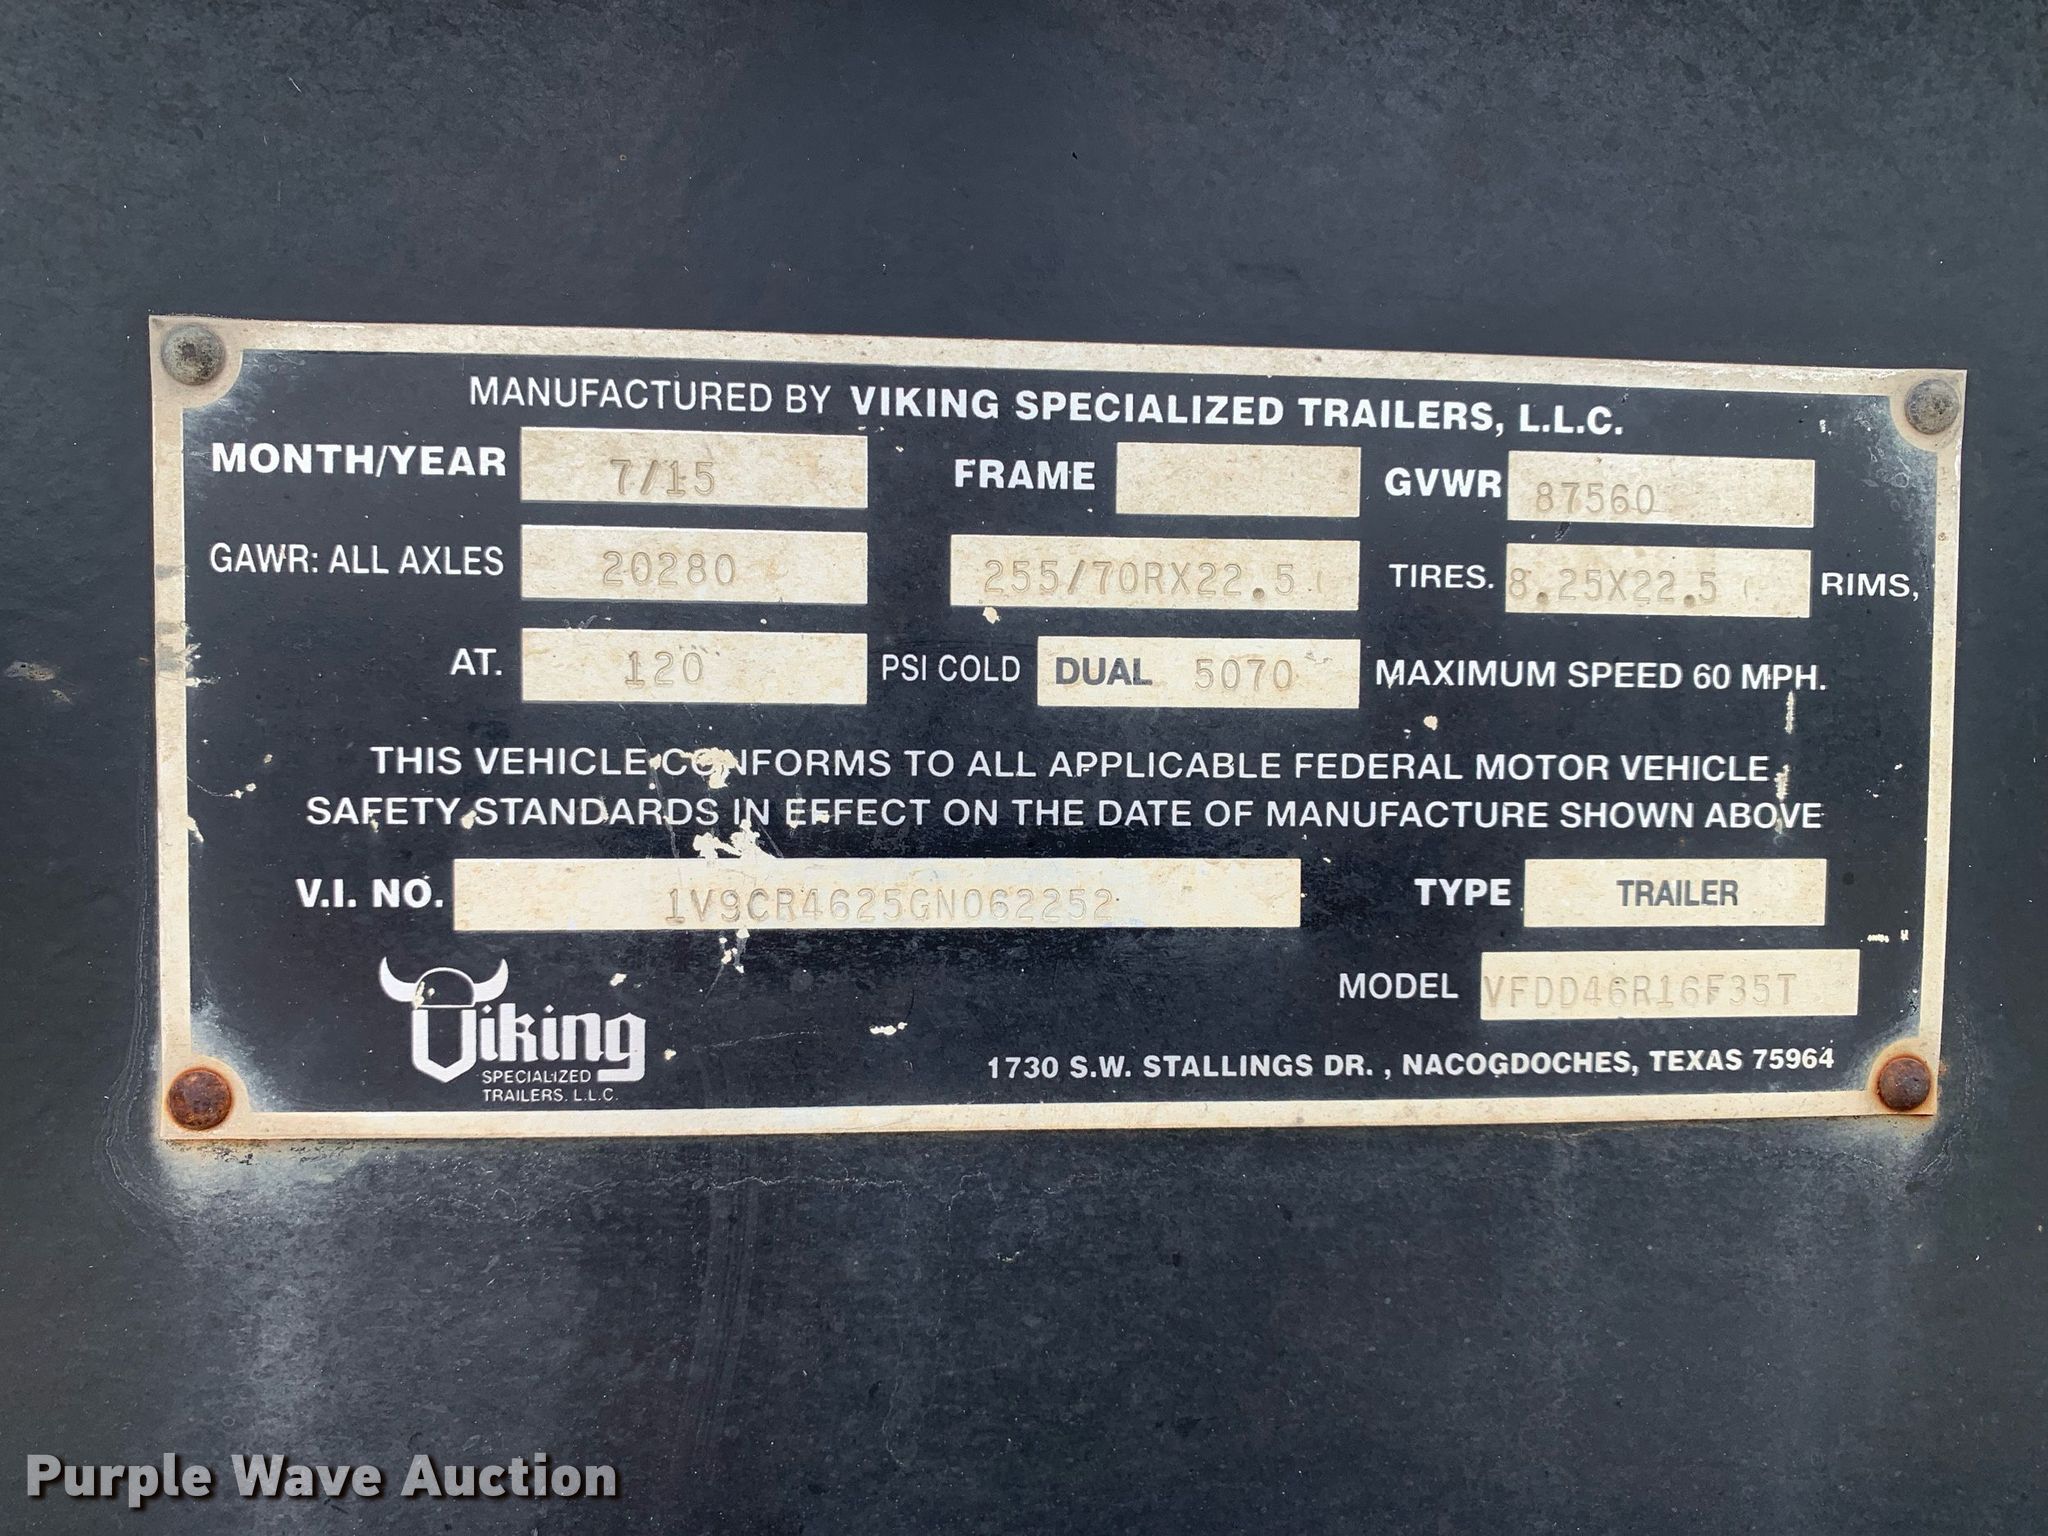 MANUFACTURED BY VIKING SPECIALIZED TRAILERS, L.L.C.
MONTH/YEAR 7/15 FRAME GVWR 87560
GAWR: ALL AXLES 20280 255/70RX22.5 ( TIRES. 8.25X22.5 ( RIMS,
AT. 120 PSI COLD DUAL 5070 MAXIMUM SPEED 60 MPH.
THIS VEHICLE CONFORMS TO ALL APPLICABLE FEDERAL MOTOR VEHICLE
SAFETY STANDARDS IN EFFECT ON THE DATE OF MANUFACTURE SHOWN ABOVE
V.I. NO. 1V9CR4625GN062252 TYPE TRAILER
MODEL VFDD46R16F35T
Viking
SPECIALIZED
TRAILERS, L.L.C.
1730 S.W. STALLINGS DR. , NACOGDOCHES, TEXAS 75964
Purple Wave Auction